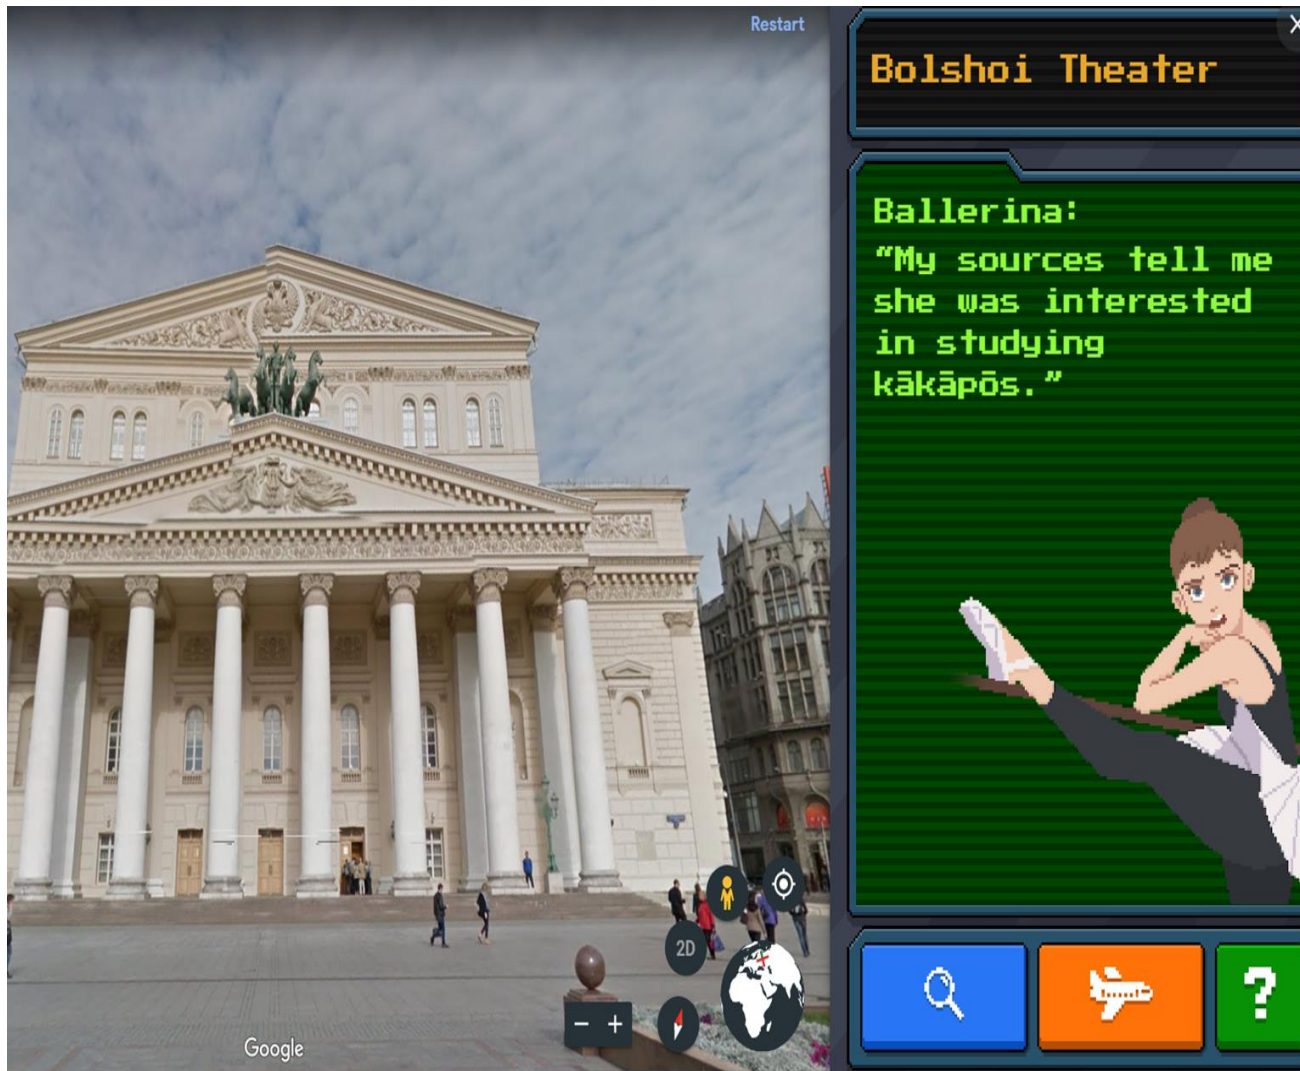 Restart
Bolshoi Theater
Ballerina:
“My sources tell me
she was interested
in studying
kākāpōs.”
2D
− +
Google
?